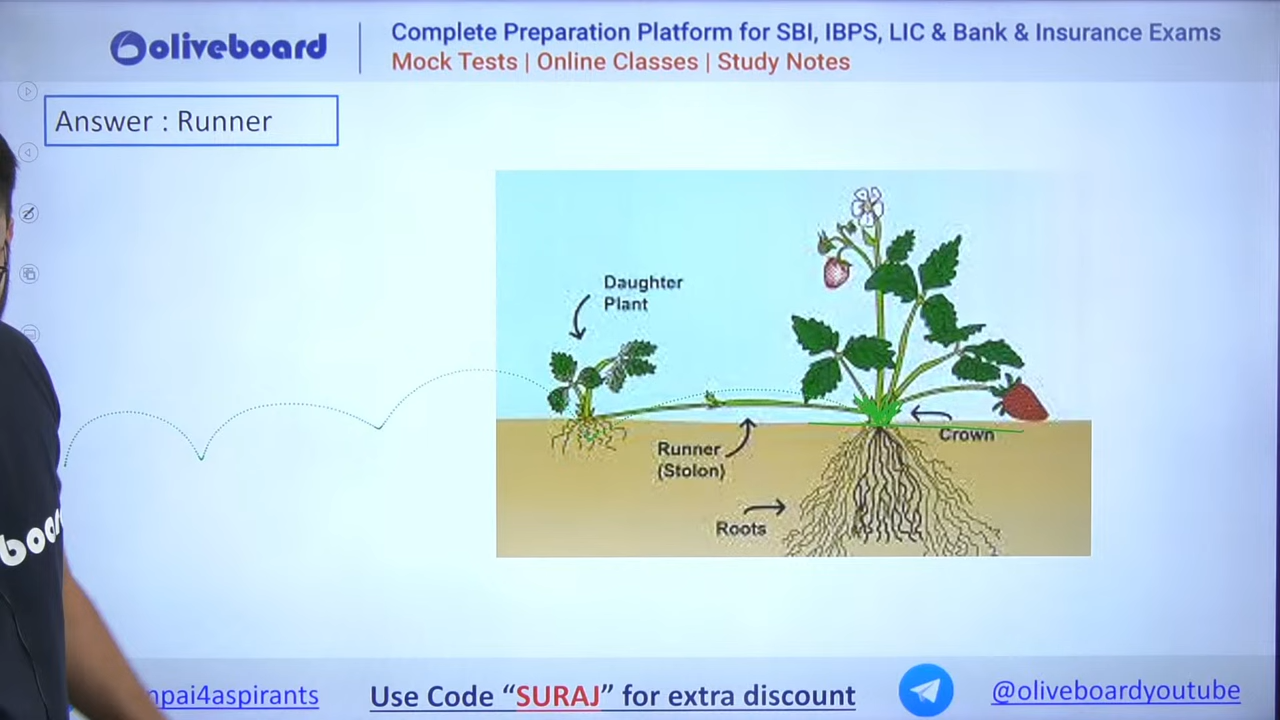 oliveboard
Complete Preparation Platform for SBI, IBPS, LIC & Bank & Insurance Exams
Mock Tests | Online Classes | Study Notes
Answer : Runner
Daughter
Plant
Crown
Runner
(Stolon)
Roots
Use Code “SURAJ” for extra discount
@oliveboardyoutube